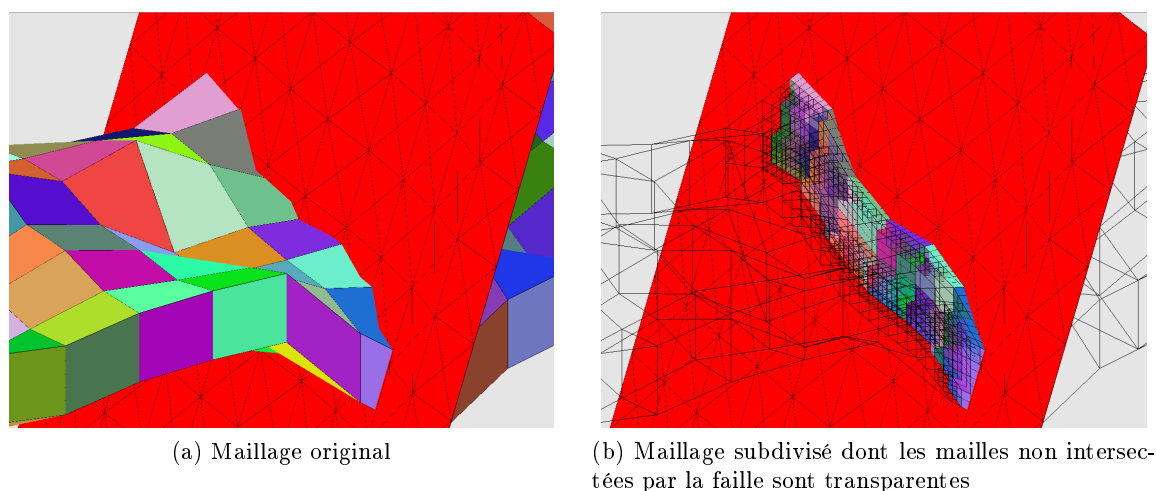 (a) Maillage original
(b) Maillage subdivisé dont les mailles non intersec-
tées par la faille sont transparentes